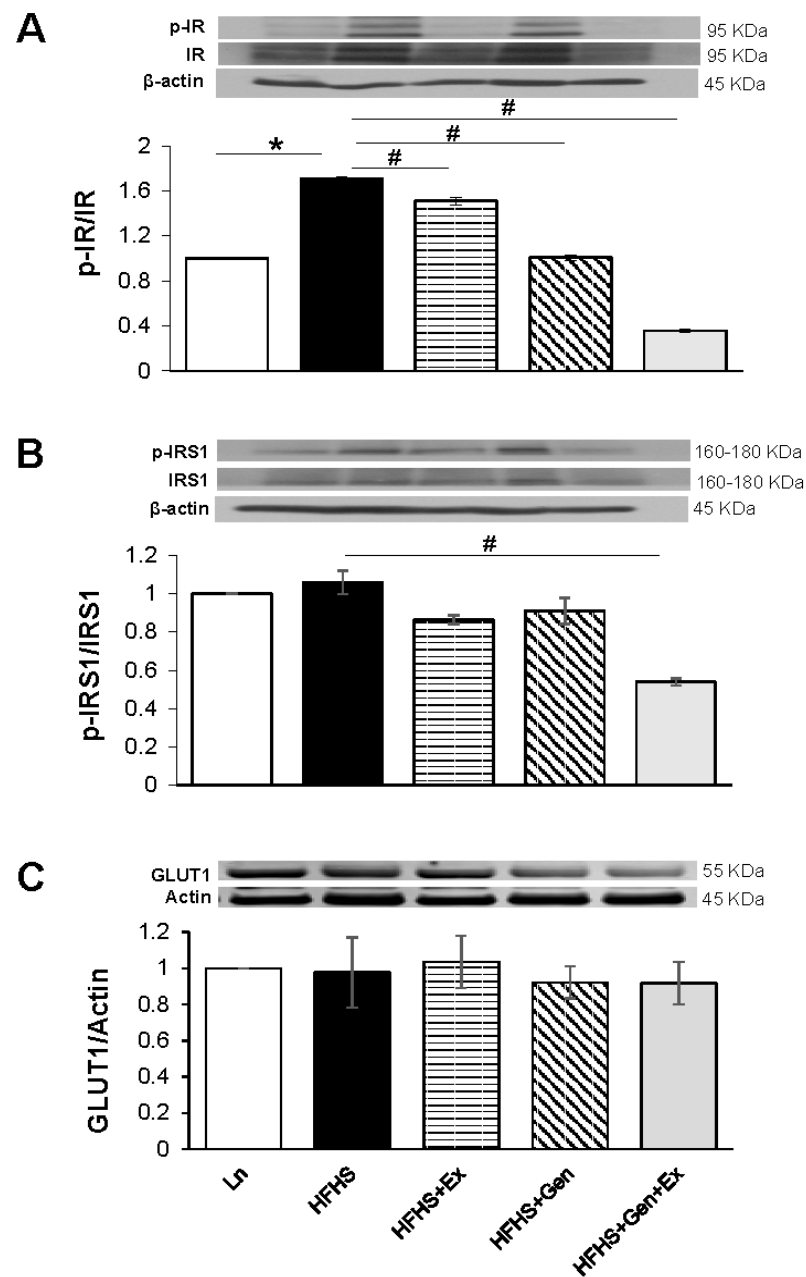 A
p-IR 95 KDa
IR 95 KDa
β-actin 45 KDa
#
#
* #
p-IR/IR
2
1.6
1.2
0.8
0.4
0
B
p-IRS1 160-180 KDa
IRS1 160-180 KDa
β-actin 45 KDa
#
p-IRS1/IRS1
1.2
1
0.8
0.6
0.4
0.2
0
C
GLUT1 55 KDa
Actin 45 KDa
GLUT1/Actin
1.2
1
0.8
0.6
0.4
0.2
0
Ln
HFHS
HFHS+Ex
HFHS+Gen
HFHS+Gen+Ex